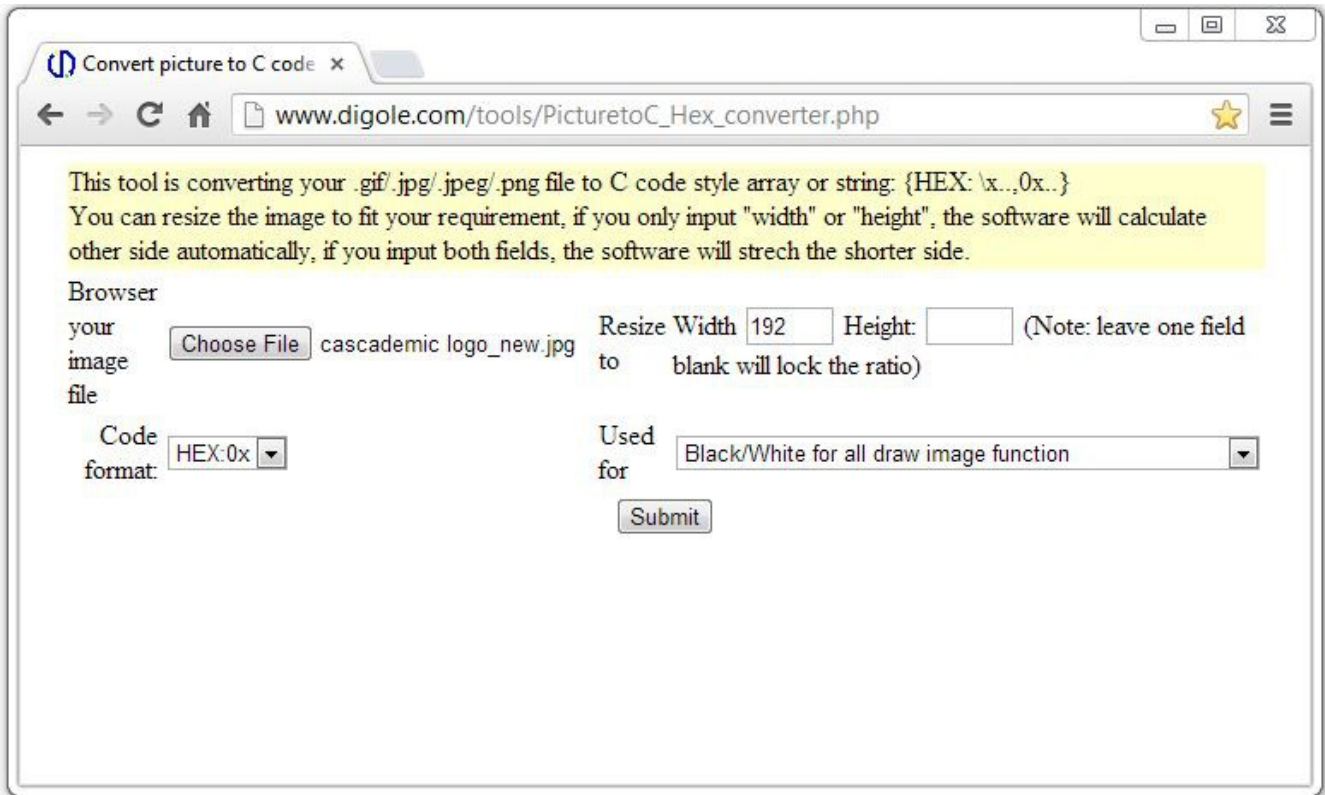 Convert picture to C code
www.digole.com/tools/PicturetoC_Hex_converter.php
This tool is converting your .gif/.jpg/.jpeg/.png file to C code style array or string: {HEX: \x..,0x..}
You can resize the image to fit your requirement, if you only input "width" or "height", the software will calculate
other side automatically, if you input both fields, the software will strech the shorter side.
Browser
your
image
file
Choose File cascademic logo_new.jpg
Resize
to
Width 192 Height: (Note: leave one field
blank will lock the ratio)
Code
format:
HEX:0x
Used
for
Black/White for all draw image function
Submit